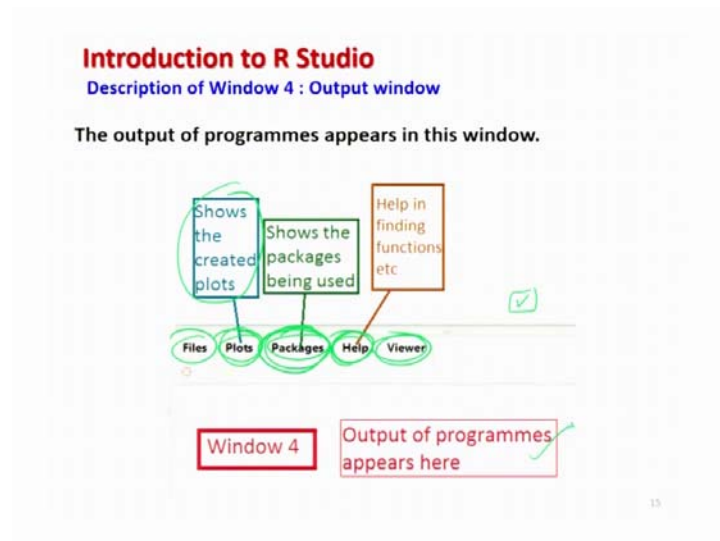 Introduction to R Studio
Description of Window 4 : Output window
The output of programmes appears in this window.
Shows
the
created
plots
Shows the
packages
being used
Help in
finding
functions
etc
Files Plots Packages Help Viewer
Window 4
Output of programmes
appears here
15